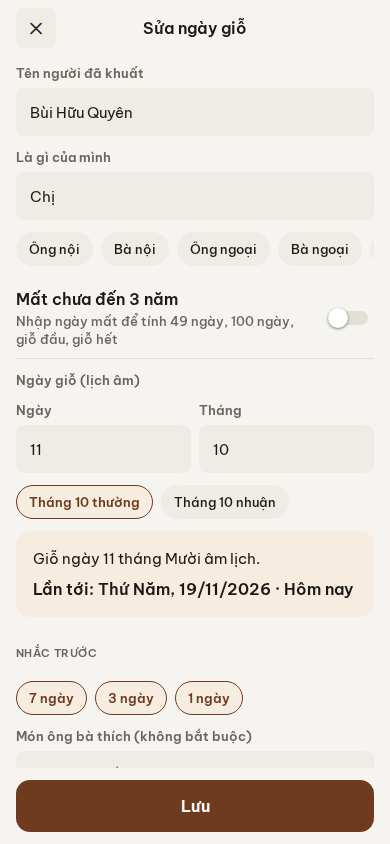 Sửa ngày giỗ
Tên người đã khuất
Bùi Hữu Quyên
Là gì của mình
Chị
Ông nội
Bà nội
Ông ngoại
Bà ngoại
Mất chưa đến 3 năm
Nhập ngày mất để tính 49 ngày, 100 ngày,
giỗ đầu, giỗ hết
Ngày giỗ (lịch âm)
Ngày
Tháng
11
10
Tháng 10 thường
Tháng 10 nhuận
Giỗ ngày 11 tháng Mười âm lịch.
Lần tới: Thứ Năm, 19/11/2026 · Hôm nay
NHẮC TRƯỚC
7 ngày
3 ngày
1 ngày
Món ông bà thích (không bắt buộc)
Lưu